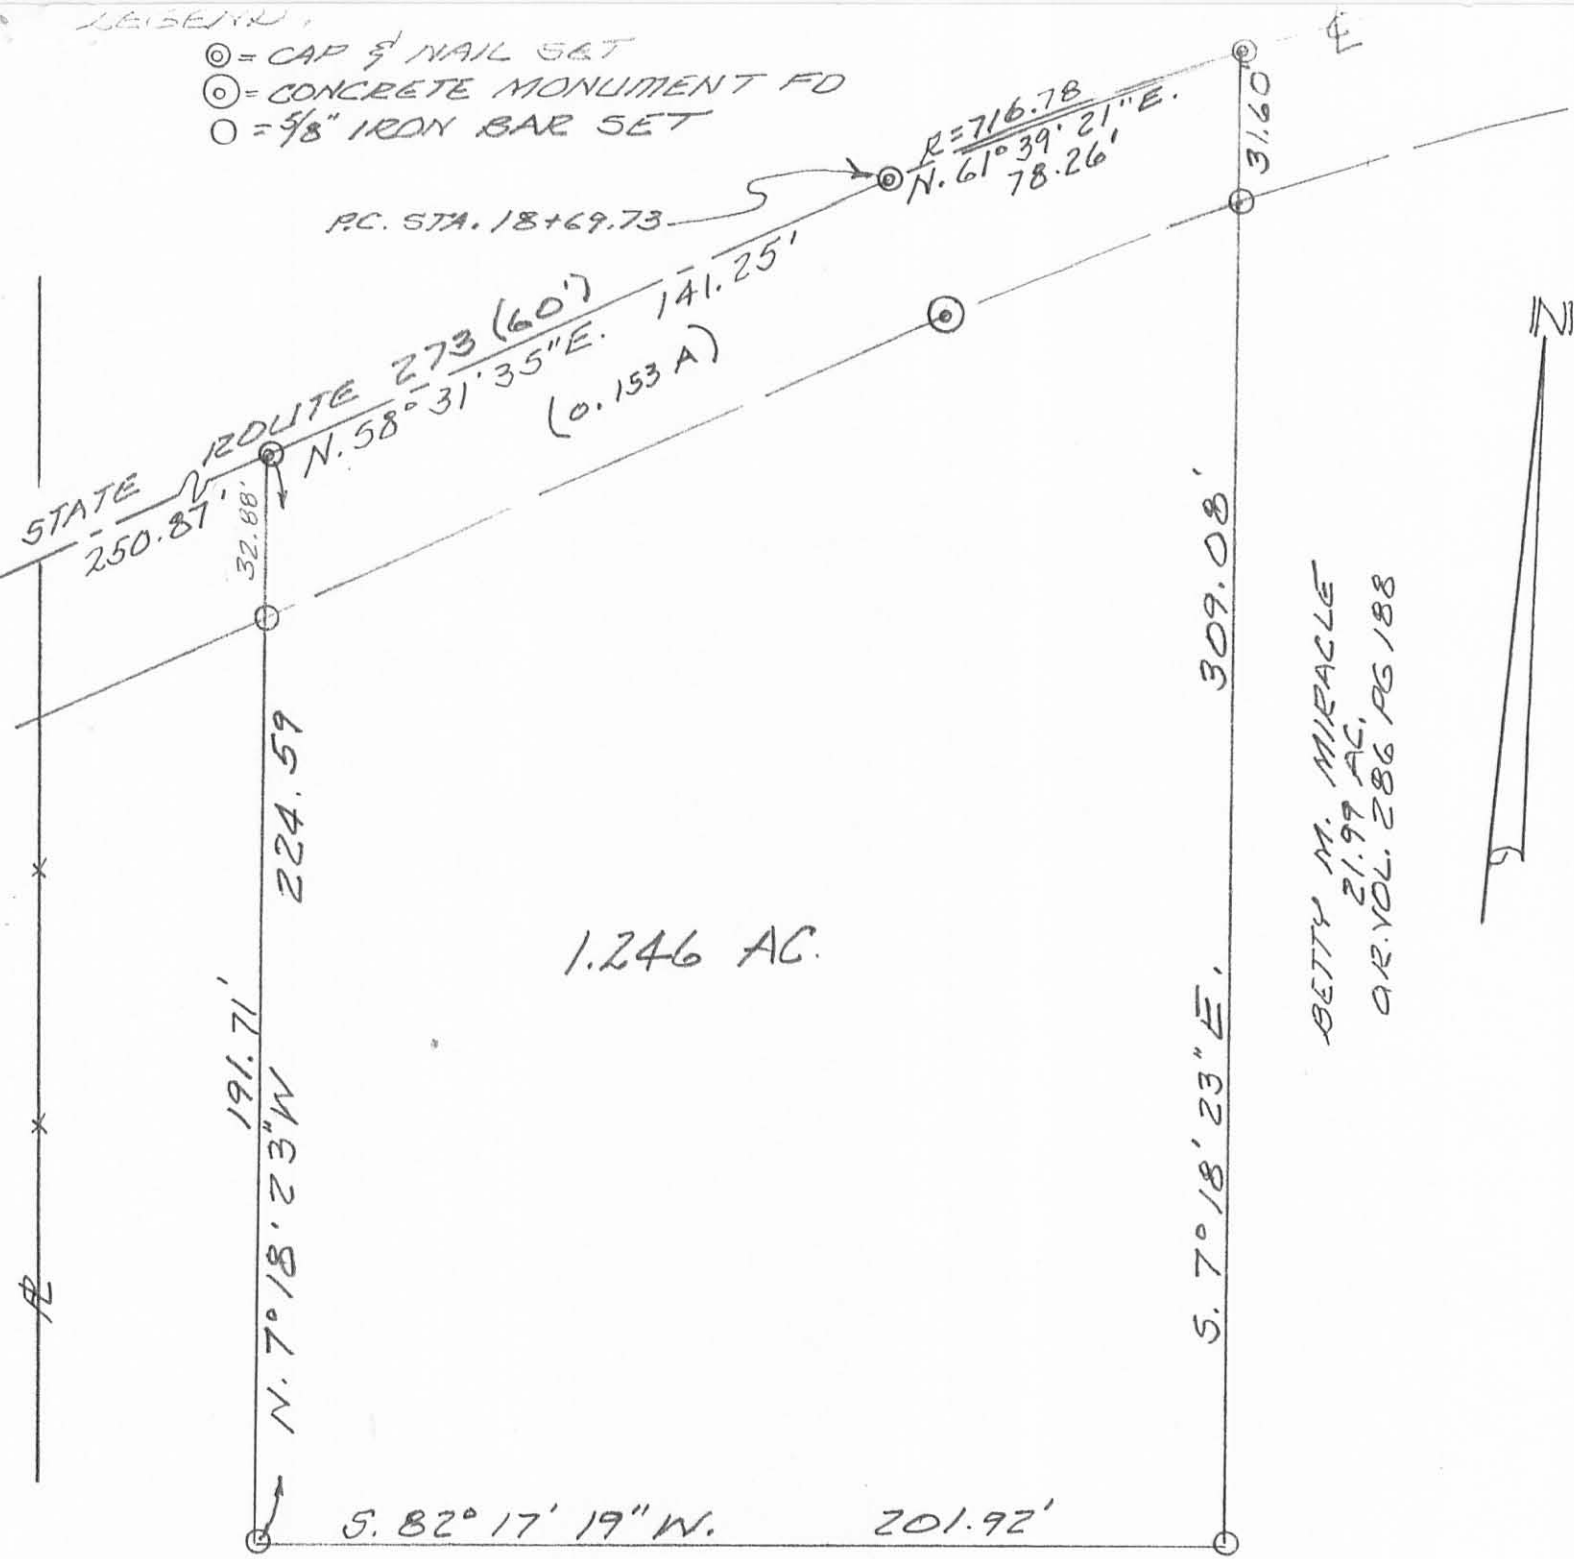 LEGEND.
= CAP & NAIL SET
= CONCRETE MONUMENT FD
= 5/8" IRON BAR SET
℄
R=716.78
N. 61° 39' 21" E.
78.26'
31.60'
P.C. STA. 18+69.73
STATE ROUTE 273 (60')
N. 58° 31' 35" E. 141.25'
(0.153 A)
250.87'
32.88'
N
224.59
309.08'
BETTY M. MIRACLE
21.99 AC.
O.R. VOL. 286 PG 188
1.246 AC.
191.71'
N. 7° 18' 23" W
S. 7° 18' 23" E.
PL
S. 82° 17' 19" W. 201.92'